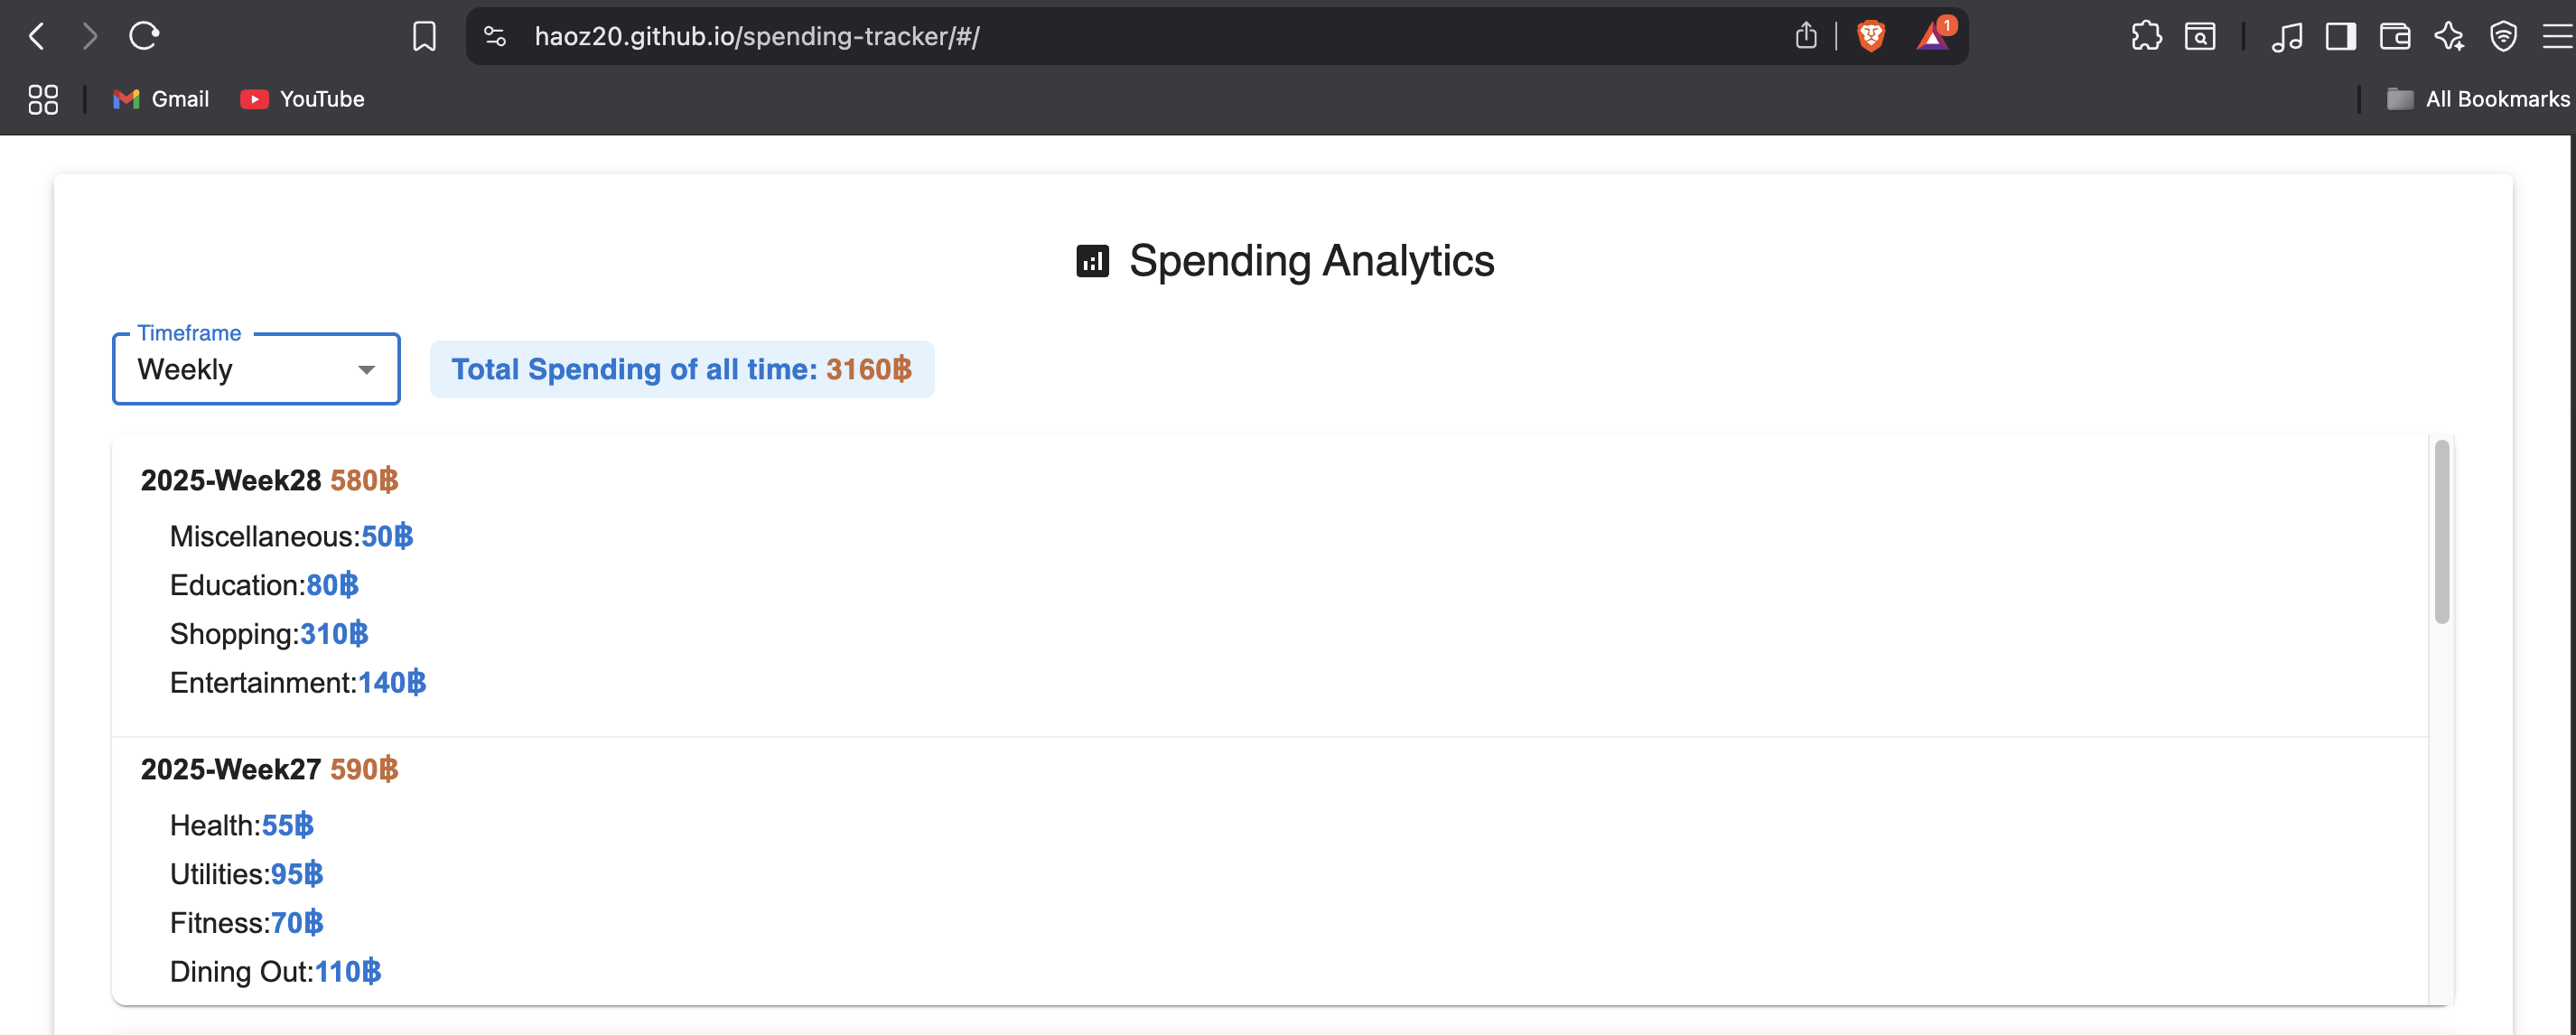 haoz20.github.io/spending-tracker/#/
1
Gmail YouTube All Bookmarks
Spending Analytics
Timeframe
Weekly
Total Spending of all time: 3160฿
2025-Week28 580฿
Miscellaneous:50฿
Education:80฿
Shopping:310฿
Entertainment:140฿
2025-Week27 590฿
Health:55฿
Utilities:95฿
Fitness:70฿
Dining Out:110฿